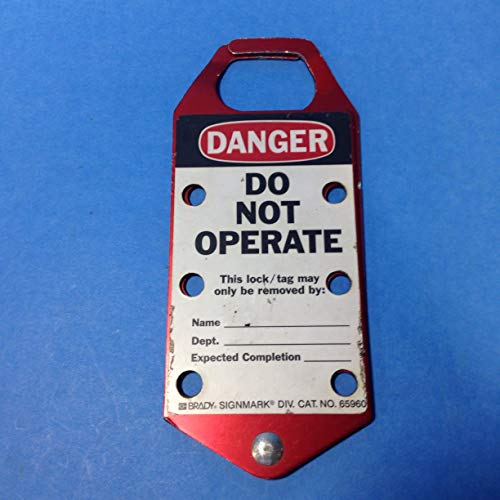 DANGER
DO
NOT
OPERATE
This lock/tag may
only be removed by:
Name
Dept.
Expected Completion
BRADY® SIGNMARK® DIV. CAT. NO. 65960